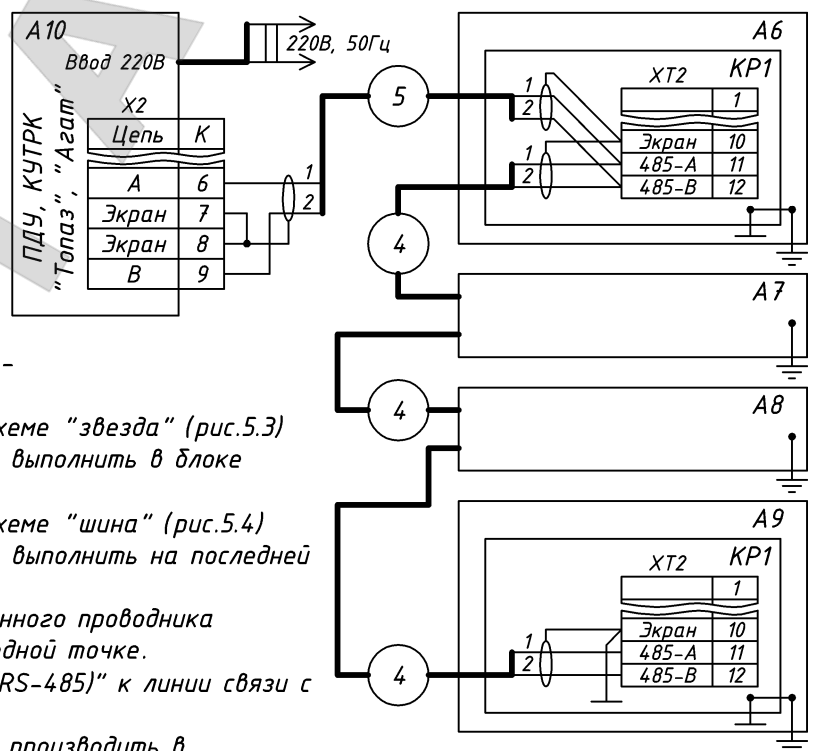 A10
Ввод 220В
220В, 50Гц
ПДУ, КУТРК
"Топаз", "Агат"
X2
Цепь К
А 6
Экран 7
Экран 8
В 9
1
2
5
A6
КР1
XT2
1
1
2
1
2
Экран 10
485-А 11
485-В 12
4
A7
4
A8
A9
КР1
XT2
1
1
2
Экран 10
485-А 11
485-В 12
4
-
хеме "звезда" (рис.5.3)
выполнить в блоке
хеме "шина" (рис.5.4)
выполнить на последней
нного проводника
едной точке.
RS-485)" к линии связи с
производить в